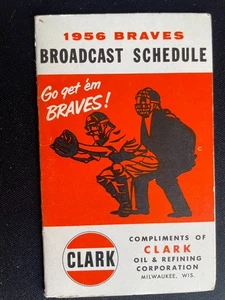 1956 BRAVES
BROADCAST SCHEDULE
Go get 'em
BRAVES!
CLARK
COMPLIMENTS OF
CLARK
OIL & REFINING
CORPORATION
MILWAUKEE, WIS.